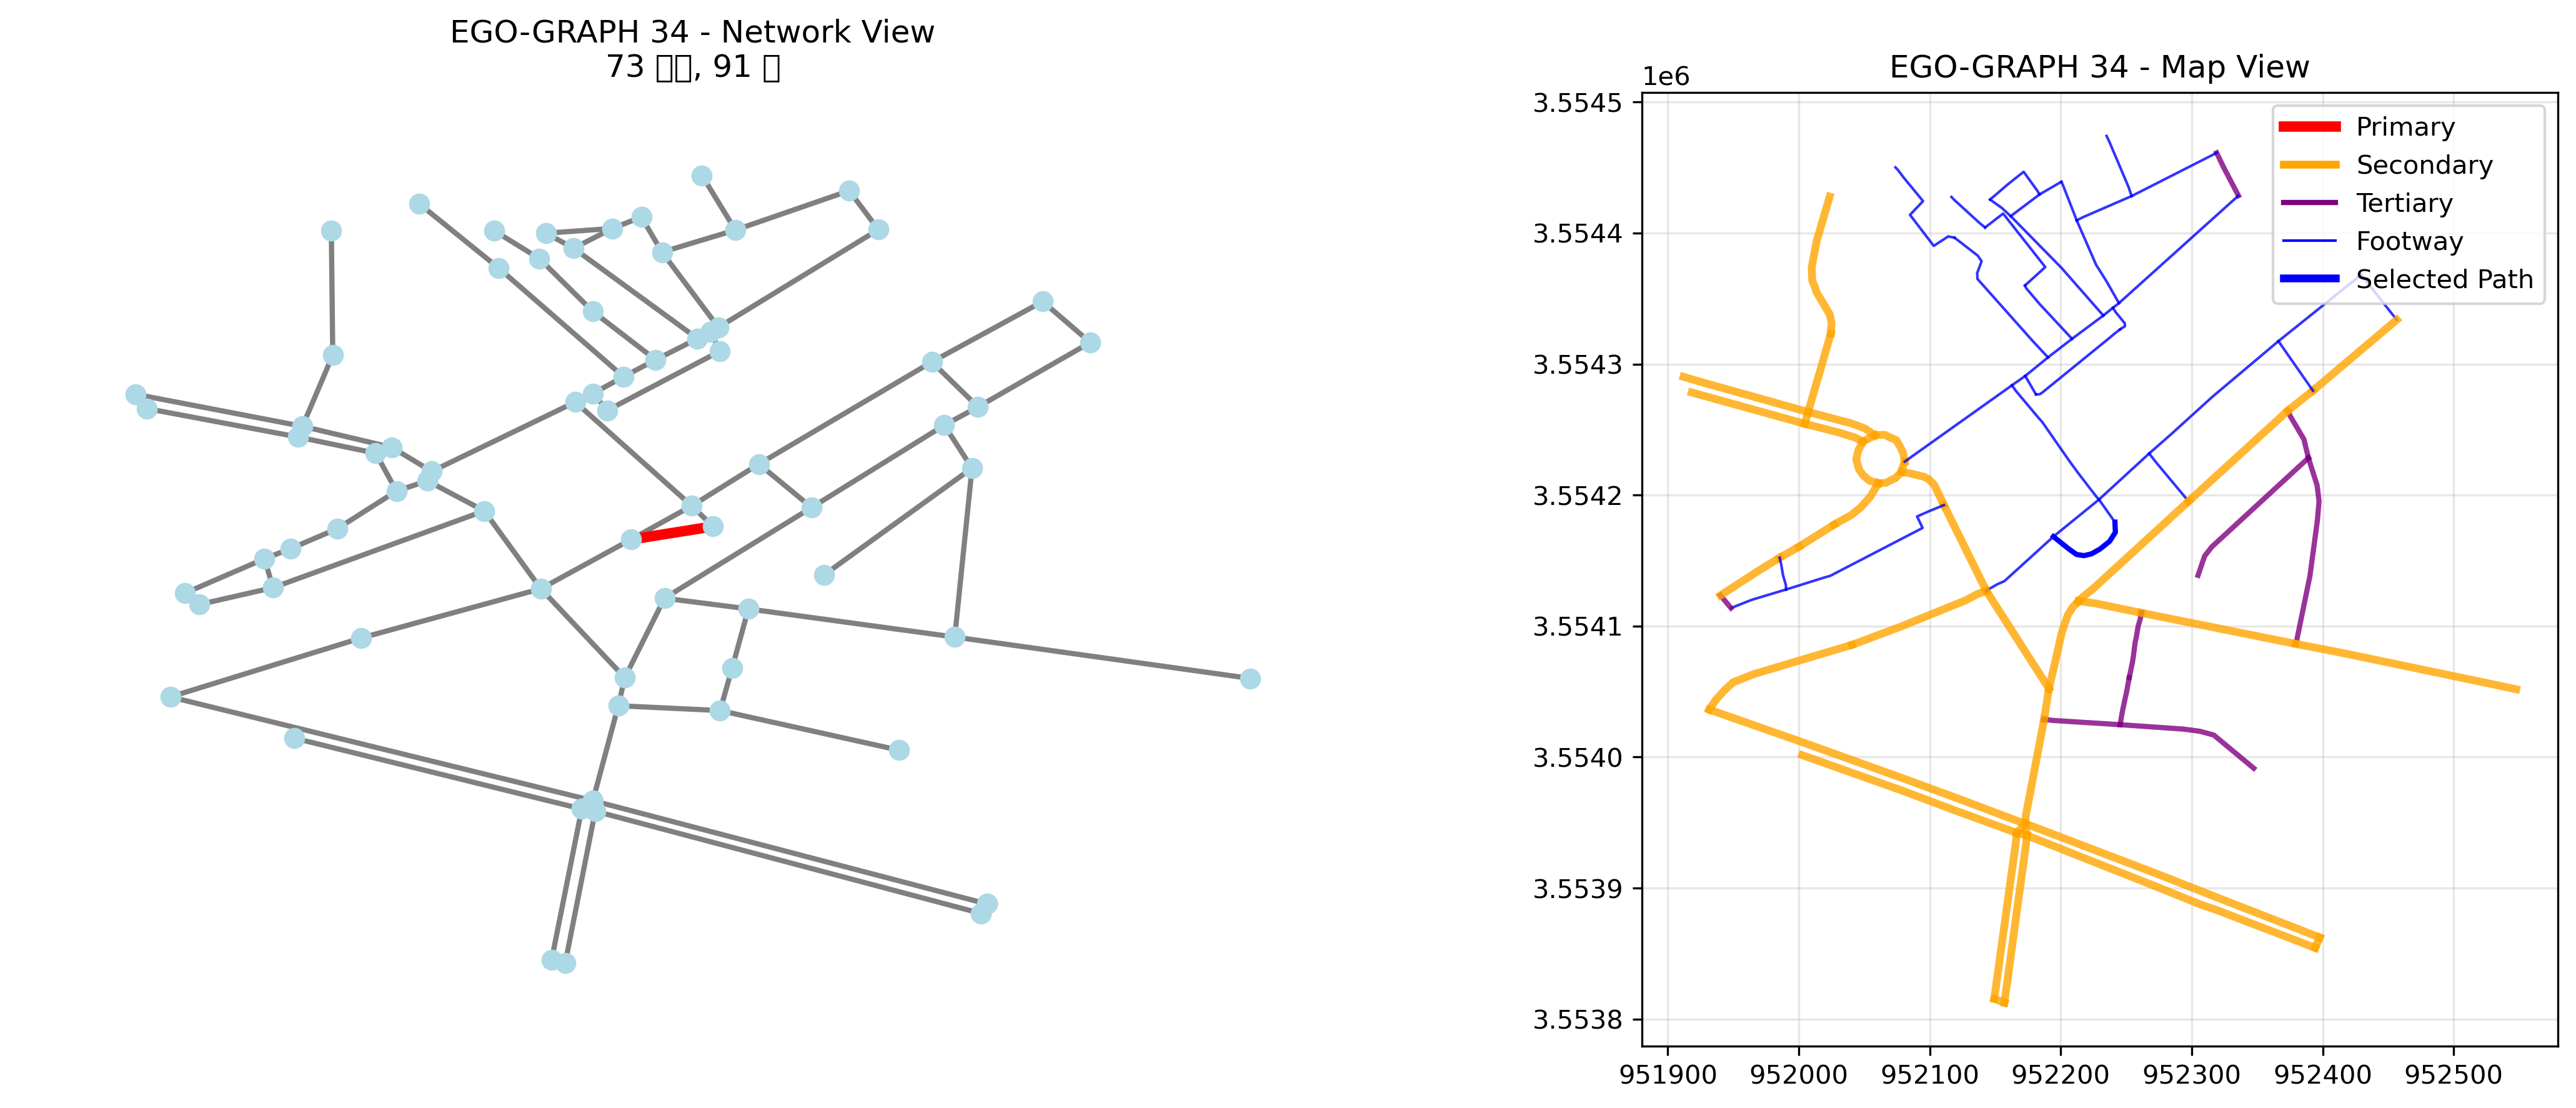 EGO-GRAPH 34 - Network View
73 , 91
EGO-GRAPH 34 - Map View
1e6
3.5545
3.5544
3.5543
3.5542
3.5541
3.5540
3.5539
3.5538
Primary
Secondary
Tertiary
Footway
Selected Path
951900 952000 952100 952200 952300 952400 952500